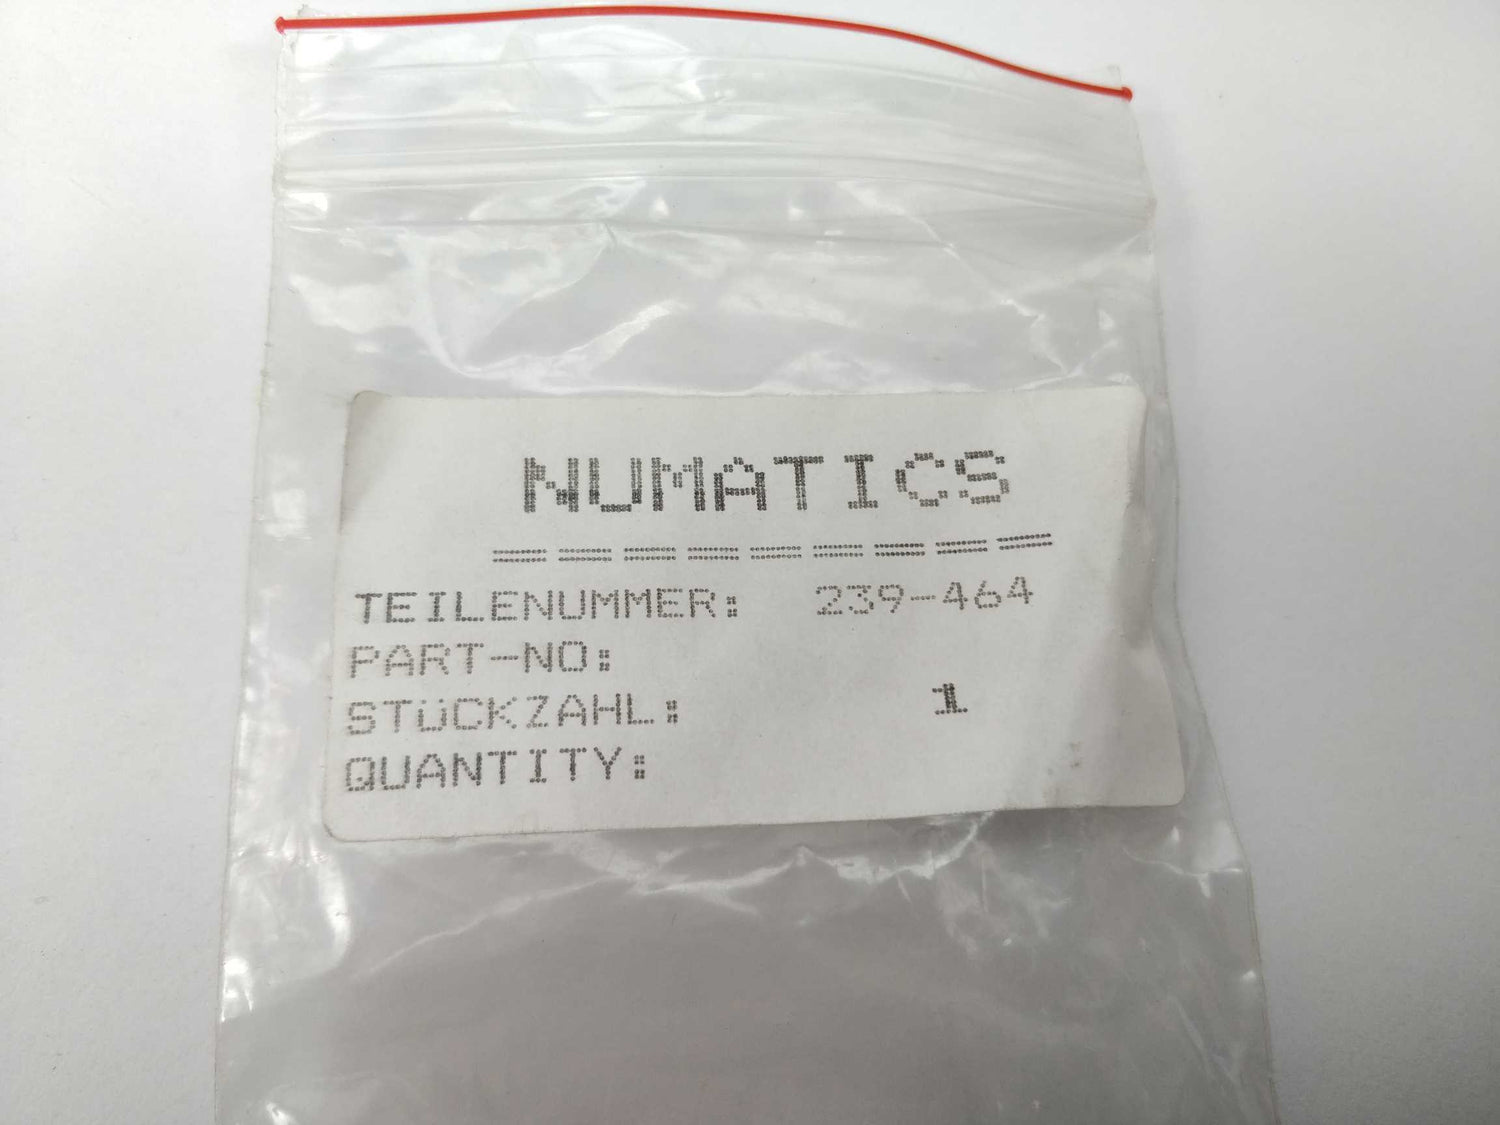 NUMATICS
=========
TEILENUMMER: 239-464
PART-NO:
STÜCKZAHL: 1
QUANTITY: